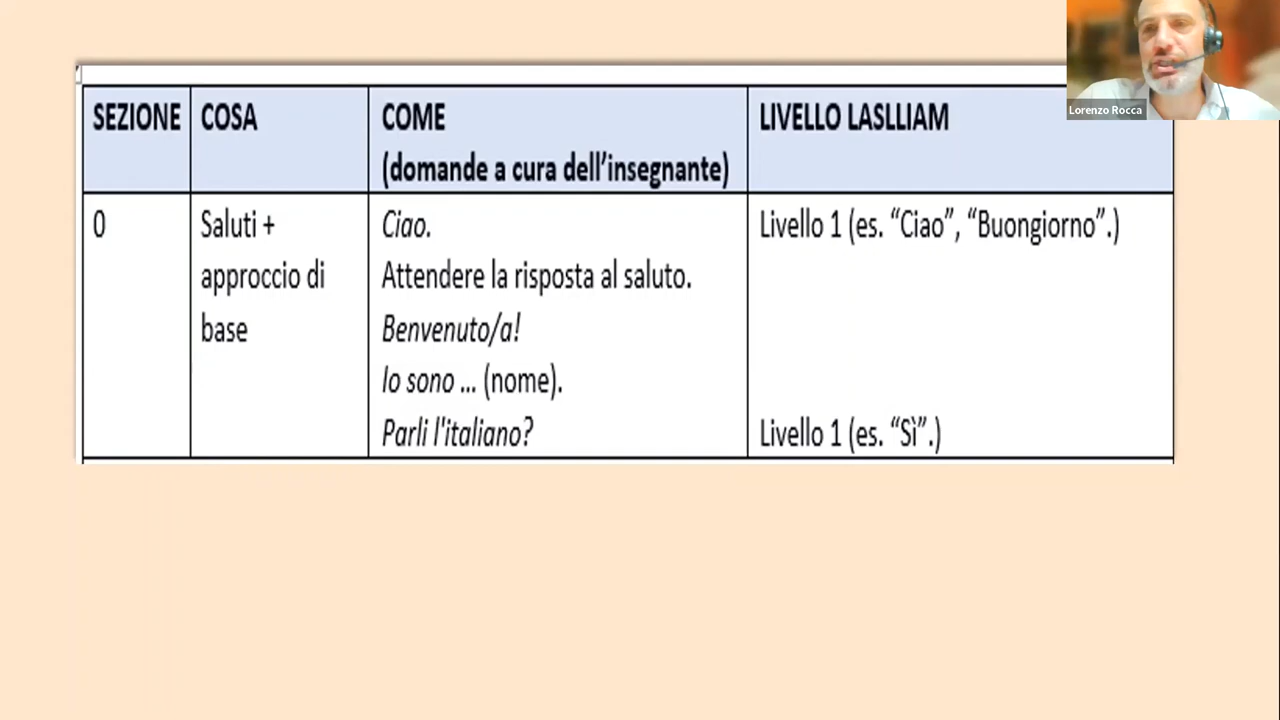 SEZIONE COSA COME LIVELLO LASLLIAM
(domande a cura dell'insegnante)
0 Saluti + Ciao. Livello 1 (es. “Ciao”, “Buongiorno”.)
approccio di Attendere la risposta al saluto.
base Benvenuto/a!
Io sono ... (nome).
Parli l'italiano? Livello 1 (es. “Sì”.)
Lorenzo Rocca